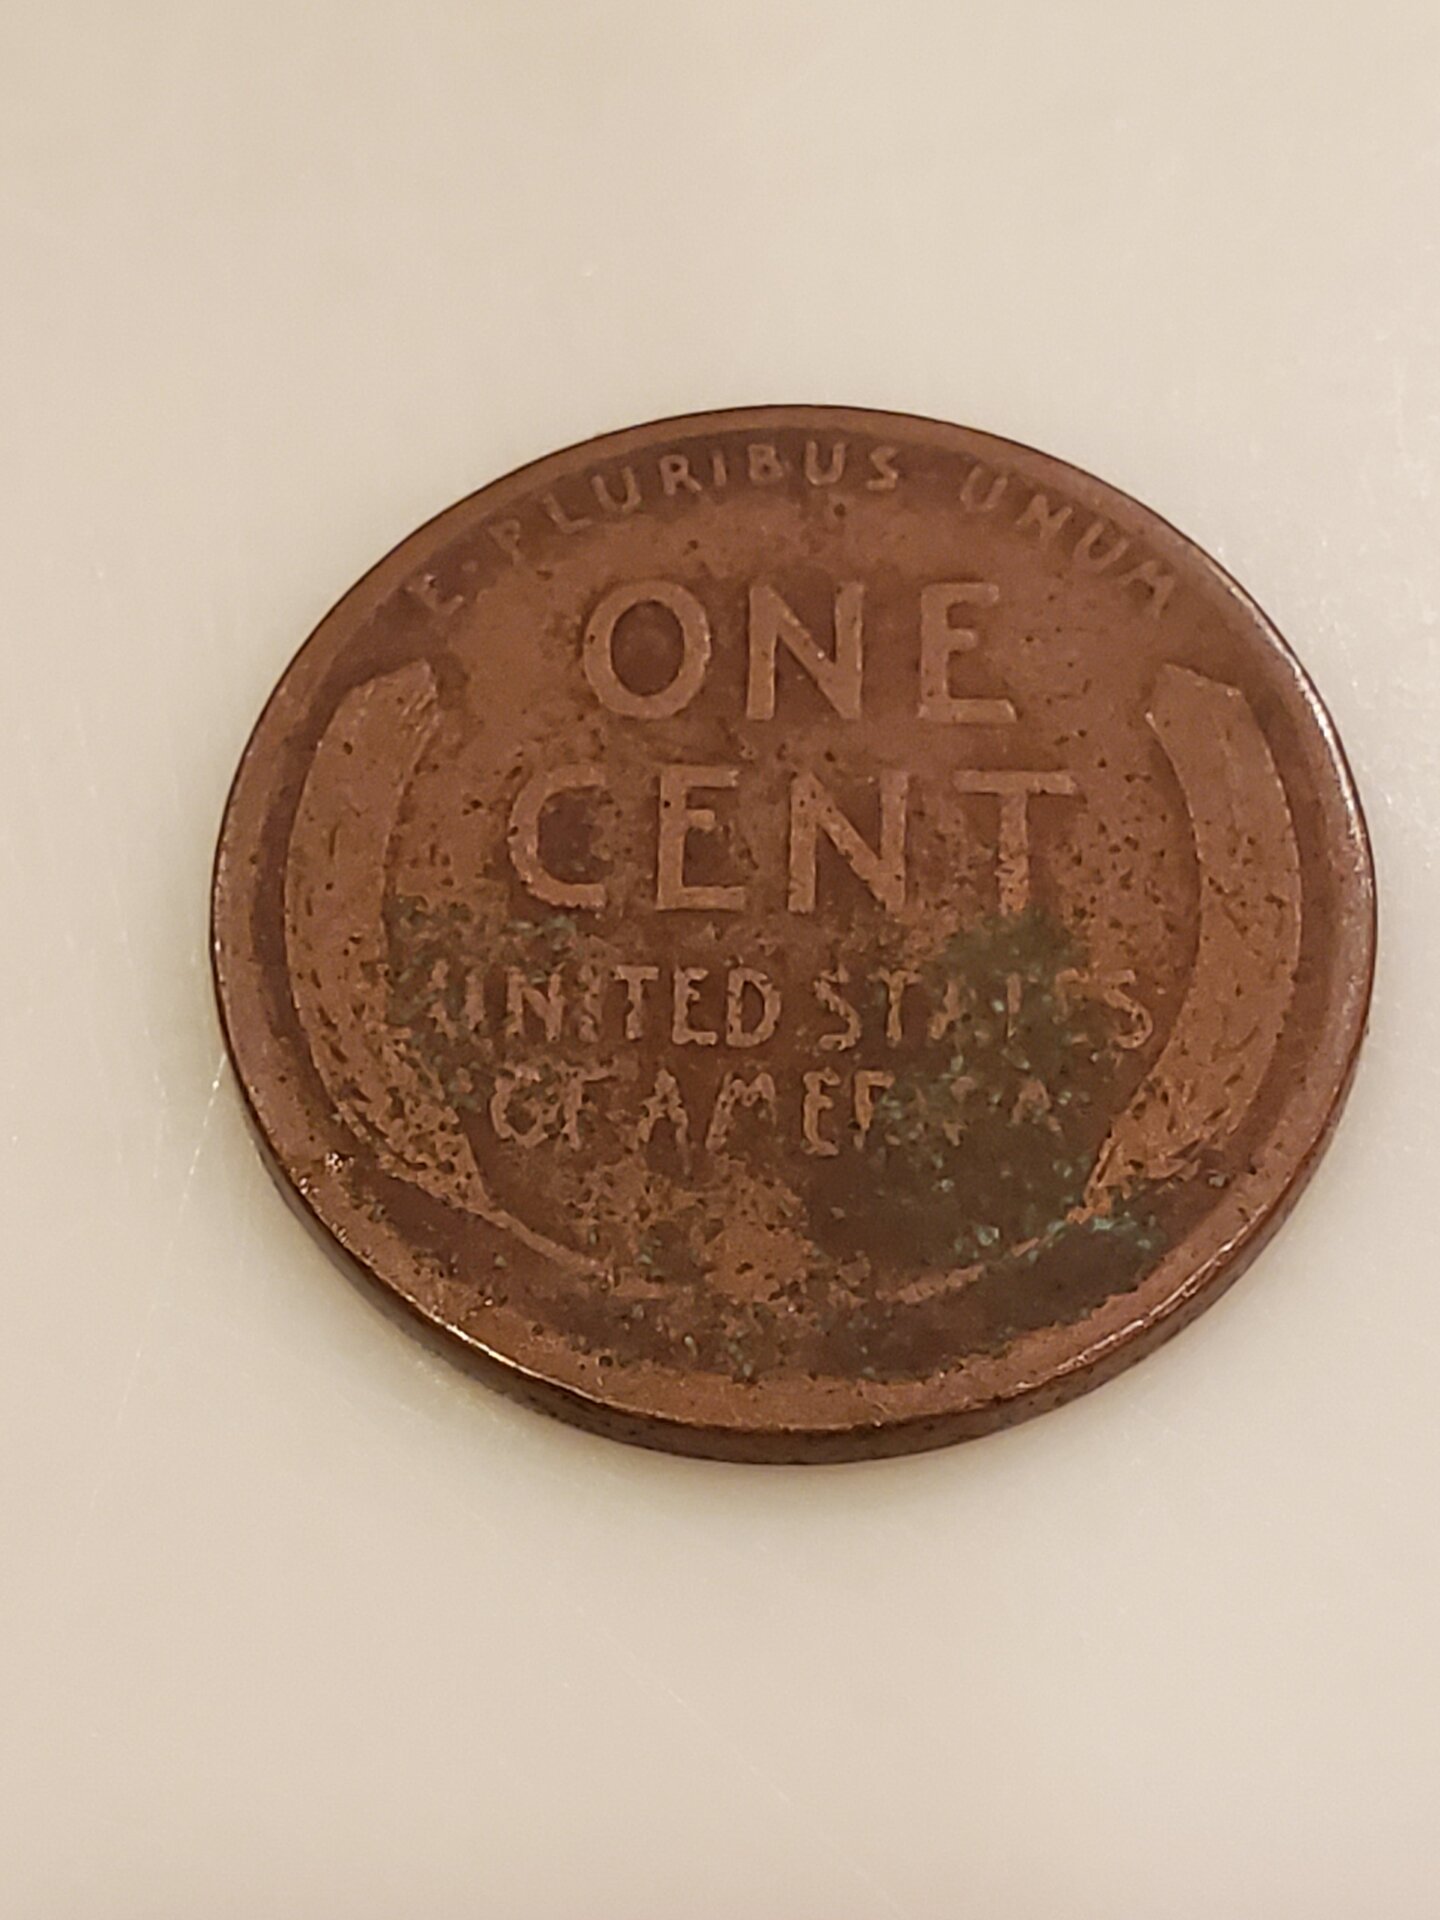 E · PLURIBUS UNUM
ONE
CENT
UNITED STATES
OF AMERICA